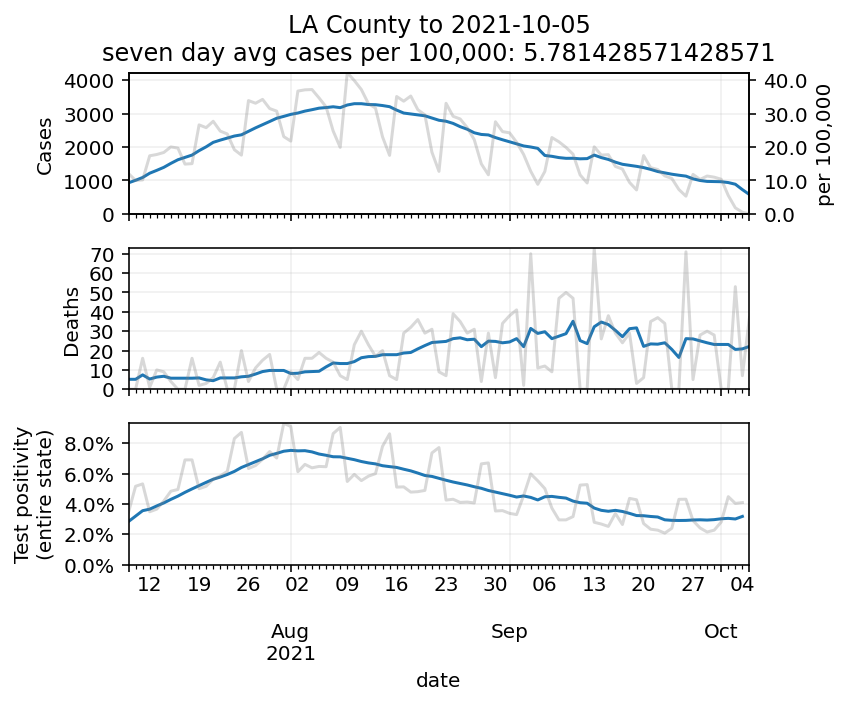 LA County to 2021-10-05
seven day avg cases per 100,000: 5.781428571428571
4000
3000
2000
1000
0
Cases
40.0
30.0
20.0
10.0
0.0
per 100,000
70
60
50
40
30
20
10
0
Deaths
8.0%
6.0%
4.0%
2.0%
0.0%
Test positivity
(entire state)
12 19 26 02 09 16 23 30 06 13 20 27 04
Aug Sep Oct
2021
date